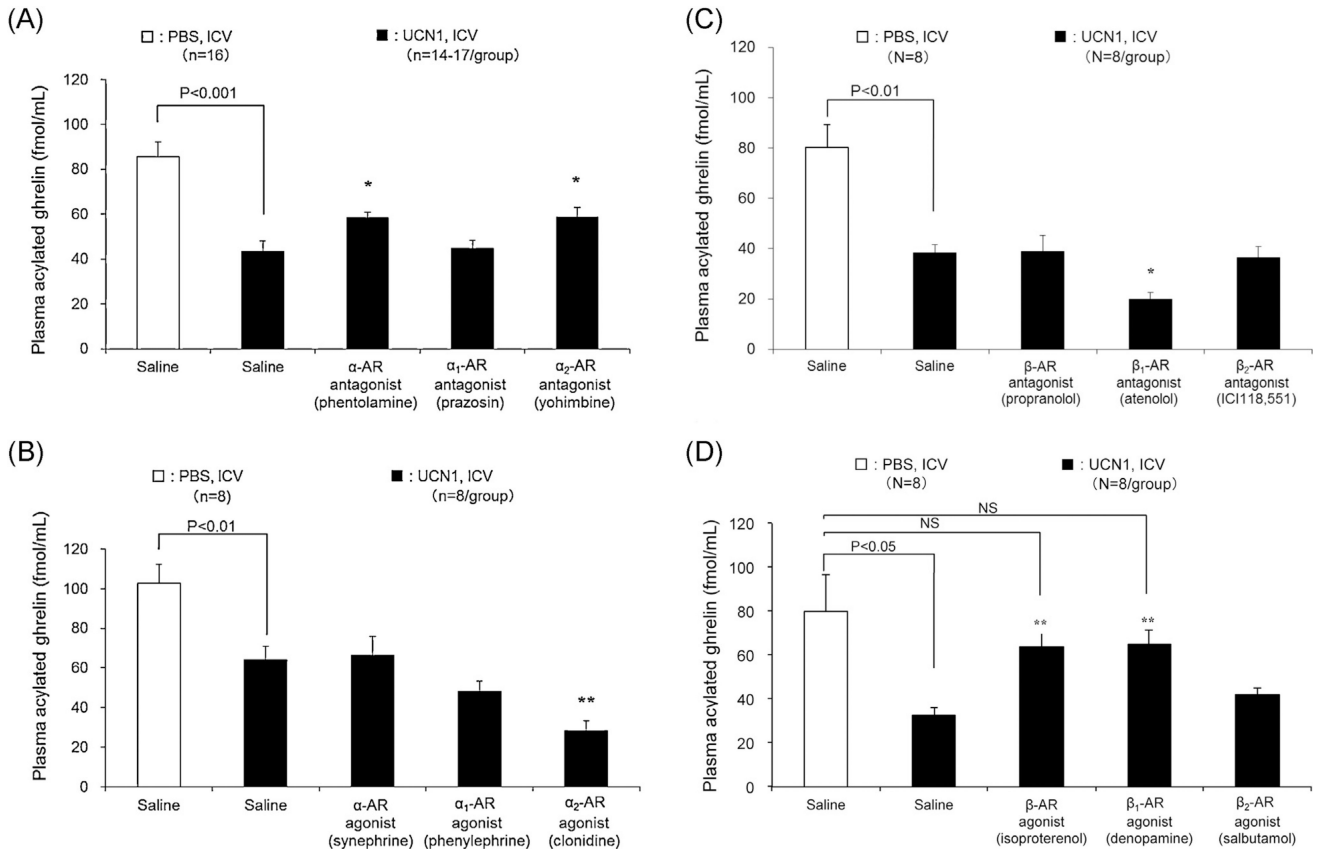 (A)
□ : PBS, ICV
(n=16)
■ : UCN1, ICV
(n=14-17/group)
Plasma acylated ghrelin (fmol/mL)
120
100
80
60
40
20
0
P<0.001
*
*
Saline
Saline
α-AR
antagonist
(phentolamine)
α1-AR
antagonist
(prazosin)
α2-AR
antagonist
(yohimbine)
(B)
□ : PBS, ICV
(n=8)
■ : UCN1, ICV
(n=8/group)
Plasma acylated ghrelin (fmol/mL)
120
100
80
60
40
20
0
P<0.01
**
Saline
Saline
α-AR
agonist
(synephrine)
α1-AR
agonist
(phenylephrine)
α2-AR
agonist
(clonidine)
(C)
□ : PBS, ICV
(N=8)
■ : UCN1, ICV
(N=8/group)
Plasma acylated ghrelin (fmol/mL)
120
100
80
60
40
20
0
P<0.01
*
Saline
Saline
β-AR
antagonist
(propranolol)
β1-AR
antagonist
(atenolol)
β2-AR
antagonist
(ICI118,551)
(D)
□ : PBS, ICV
(N=8)
■ : UCN1, ICV
(N=8/group)
Plasma acylated ghrelin (fmol/mL)
120
100
80
60
40
20
0
NS
NS
P<0.05
**
**
Saline
Saline
β-AR
agonist
(isoproterenol)
β1-AR
agonist
(denopamine)
β2-AR
agonist
(salbutamol)